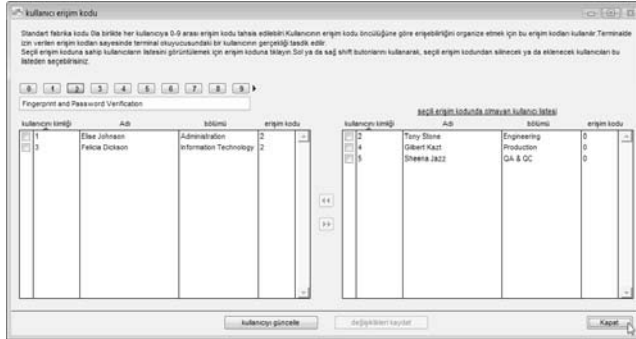 kullanıcı erişim kodu
Standart fabrika kodu 0la birlikte her kullanıcıya 0-9 arası erişim kodu tahsis edilebilir.Kullanıcının erişim kodu öncülüğüne göre erişebilirliğini organize etmek için bu erişim kodları kullanılır.Terminalde
izin verilen erişim kodları sayesinde terminal okuyucusundaki bir kullanıcının gerçekliği tasdik edilir.
Seçili erişim koduna sahip kullanıcıların listesini görüntülemek için erişim koduna tıklayın.Sol ya da sağ shift butonlarını kullanarak, seçili erişim kodundan silinecek ya da eklenecek kullanıcıları bu
listeden seçebilirsiniz.
0 1 2 3 4 5 6 7 8 9
Fingerprint and Password Verification
seçili erişim kodunda olmayan kullanıcı listesi
kullanıcını kimliği Adı bölümü erişim kodu kullanıcını kimliği Adı bölümü erişim kodu
1 Elise Johnson Administration 2 2 Tony Stone Engineering 0
3 Felicia Dickson Information Technology 2 4 Gilbert Kazt Production 0
5 Sheena Jazz QA & QC 0
<<
>>
kullanıcıyı güncelle değişiklikleri kaydet Kapat